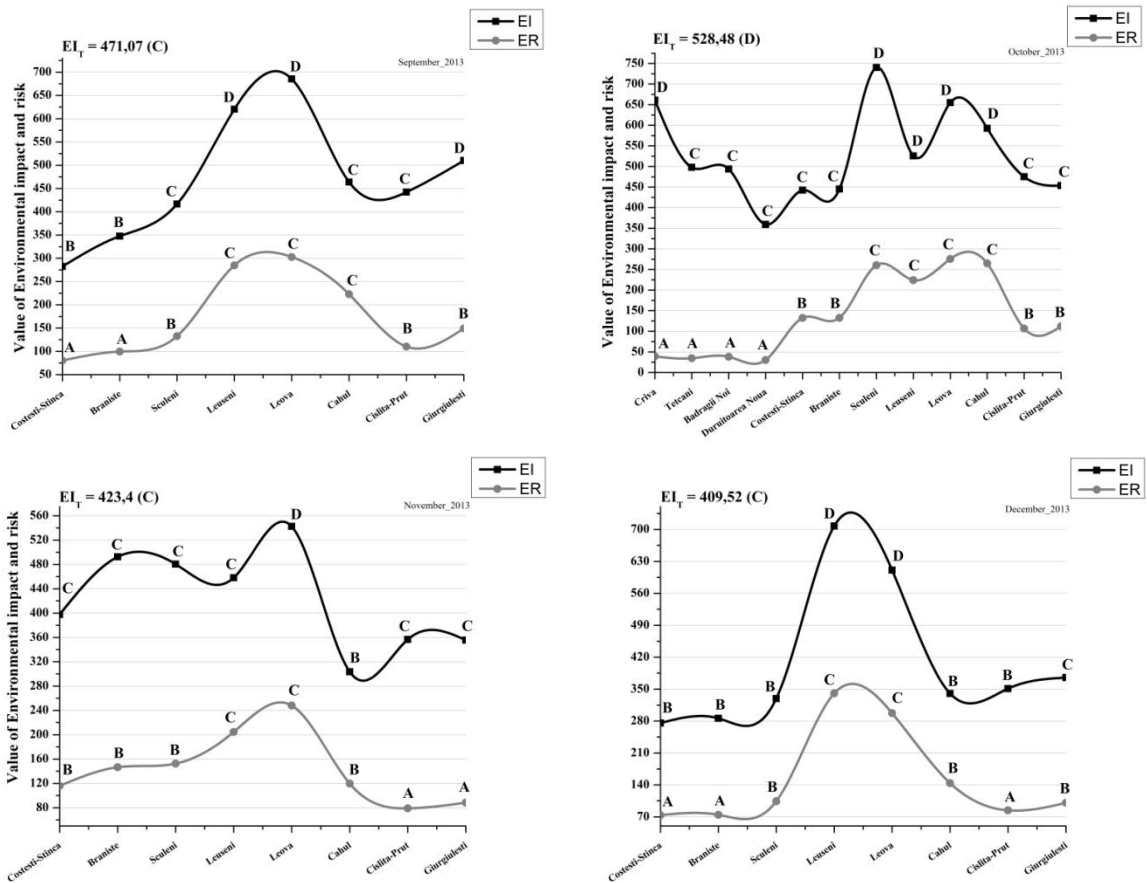 EI
ER
EI_T = 471,07 (C)
September_2013
Value of Environmental impact and risk
700
650
600
550
500
450
400
350
300
250
200
150
100
50
B B C D D C C D
A A B C C C B B
Costesti-Stinca
Braniste
Sculeni
Leuseni
Leova
Cahul
Cislita-Prut
Giurgiulesti
EI
ER
EI_T = 528,48 (D)
October_2013
Value of Environmental impact and risk
750
700
650
600
550
500
450
400
350
300
250
200
150
100
50
0
D C C C C C D D D D C C
A A A A B B C C C C B B
Criva
Tetcani
Badragii Noi
Duruitoarea Noua
Costesti-Stinca
Braniste
Sculeni
Leuseni
Leova
Cahul
Cislita-Prut
Giurgiulesti
EI
ER
EI_T = 423,4 (C)
November_2013
Value of Environmental impact and risk
560
520
480
440
400
360
320
280
240
200
160
120
80
C C C C D B C C
B B B C C B A A
Costesti-Stinca
Braniste
Sculeni
Leuseni
Leova
Cahul
Cislita-Prut
Giurgiulesti
EI
ER
EI_T = 409,52 (C)
December_2013
700
630
560
490
420
350
280
210
140
70
B B B D D B B C
A A B C C B A B
Costesti-Stinca
Braniste
Sculeni
Leuseni
Leova
Cahul
Cislita-Prut
Giurgiulesti